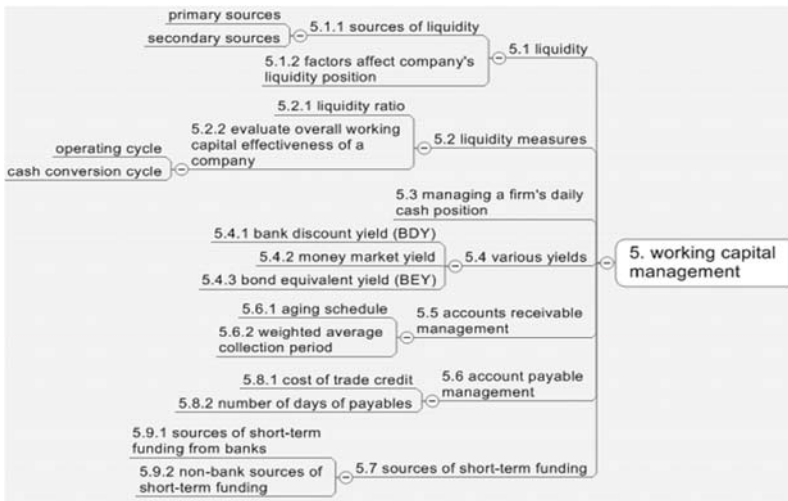 primary sources
secondary sources
5.1.1 sources of liquidity
5.1.2 factors affect company's
liquidity position
5.1 liquidity
5.2.1 liquidity ratio
5.2.2 evaluate overall working
capital effectiveness of a
company
operating cycle
cash conversion cycle
5.2 liquidity measures
5.3 managing a firm's daily
cash position
5.4.1 bank discount yield (BDY)
5.4.2 money market yield
5.4.3 bond equivalent yield (BEY)
5.4 various yields
5. working capital
management
5.6.1 aging schedule
5.6.2 weighted average
collection period
5.5 accounts receivable
management
5.8.1 cost of trade credit
5.8.2 number of days of payables
5.6 account payable
management
5.9.1 sources of short-term
funding from banks
5.9.2 non-bank sources of
short-term funding
5.7 sources of short-term funding